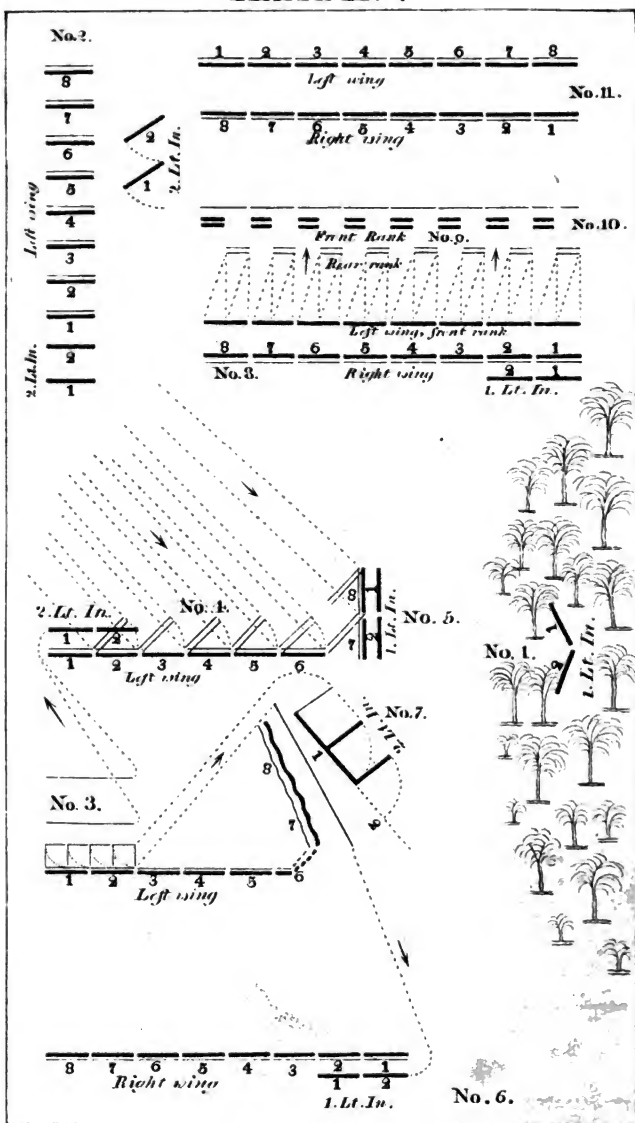 No. 2.
8
7
6
5
4
3
2
1
2
1
Left wing
2. Lt. In.
2
1
2. Lt. In.
1 2 3 4 5 6 7 8
Left wing
No. 11.
8 7 6 5 4 3 2 1
Right wing
No. 10.
Front Rank No. 9.
Rear rank
Left wing, front rank
8 7 6 5 4 3 2 1
No. 8. Right wing 2 1
1. Lt. In.
2. Lt. In. No. 4.
1 2
1 2 3 4 5 6
Left wing
8 1
7 2
1. Lt. In.
No. 5.
No. 1.
1
2
1. Lt. In.
No. 7.
2. Lt. In.
1
2
8
7
No. 3.
1 2 3 4 5 6
Left wing
8 7 6 5 4 3 2 1
Right wing 1 2
1. Lt. In.
No. 6.